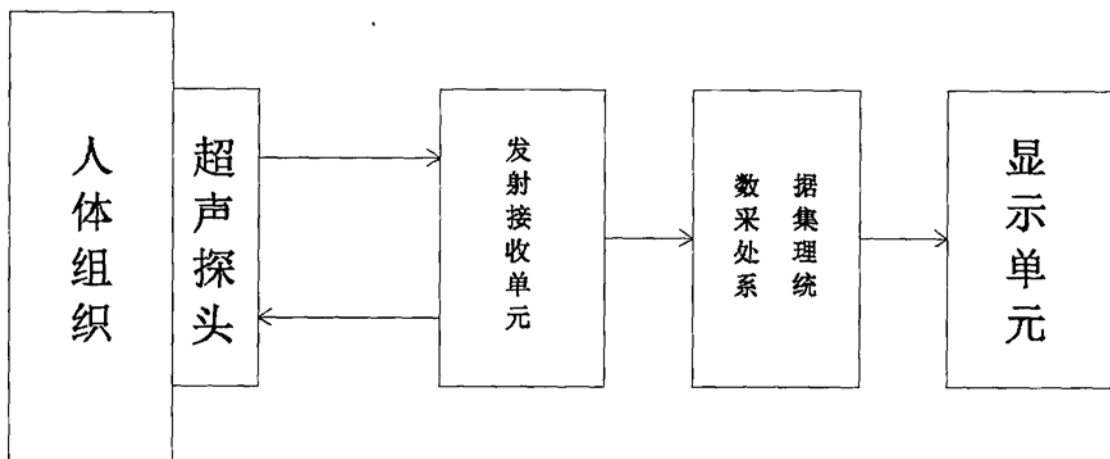 人体组织
超声探头
发射接收单元
数据
采集
处理
系统
显示单元